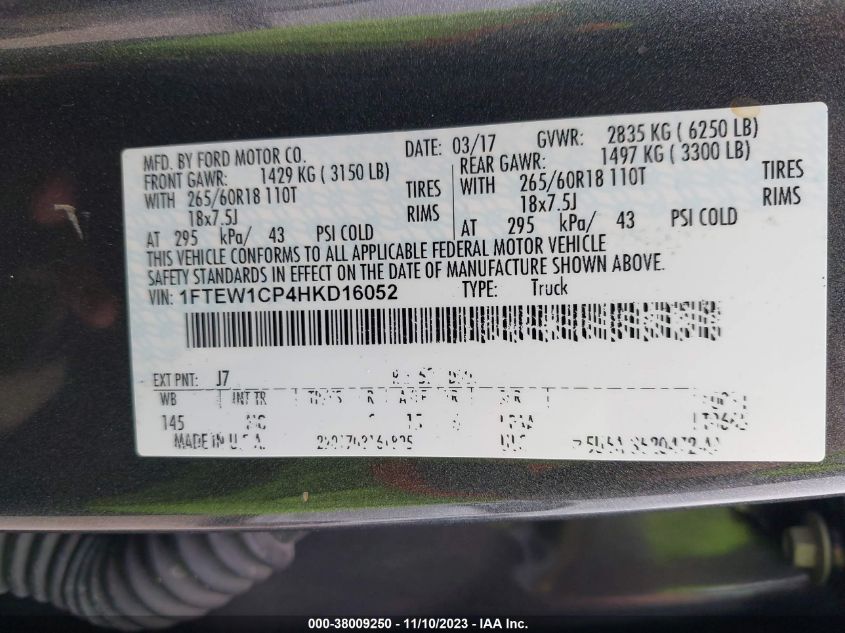 MFD. BY FORD MOTOR CO. DATE: 03/17 GVWR: 2835 KG ( 6250 LB)
FRONT GAWR: 1429 KG ( 3150 LB) REAR GAWR: 1497 KG ( 3300 LB)
WITH 265/60R18 110T TIRES WITH 265/60R18 110T TIRES
18x7.5J RIMS 18x7.5J RIMS
AT 295 kPa/ 43 PSI COLD AT 295 kPa/ 43 PSI COLD
THIS VEHICLE CONFORMS TO ALL APPLICABLE FEDERAL MOTOR VEHICLE
SAFETY STANDARDS IN EFFECT ON THE DATE OF MANUFACTURE SHOWN ABOVE.
VIN: 1FTEW1CP4HKD16052 TYPE: Truck
EXT PNT: J7
WB INT TR
145
MADE IN U.S.A.
000-38009250 - 11/10/2023 - IAA Inc.